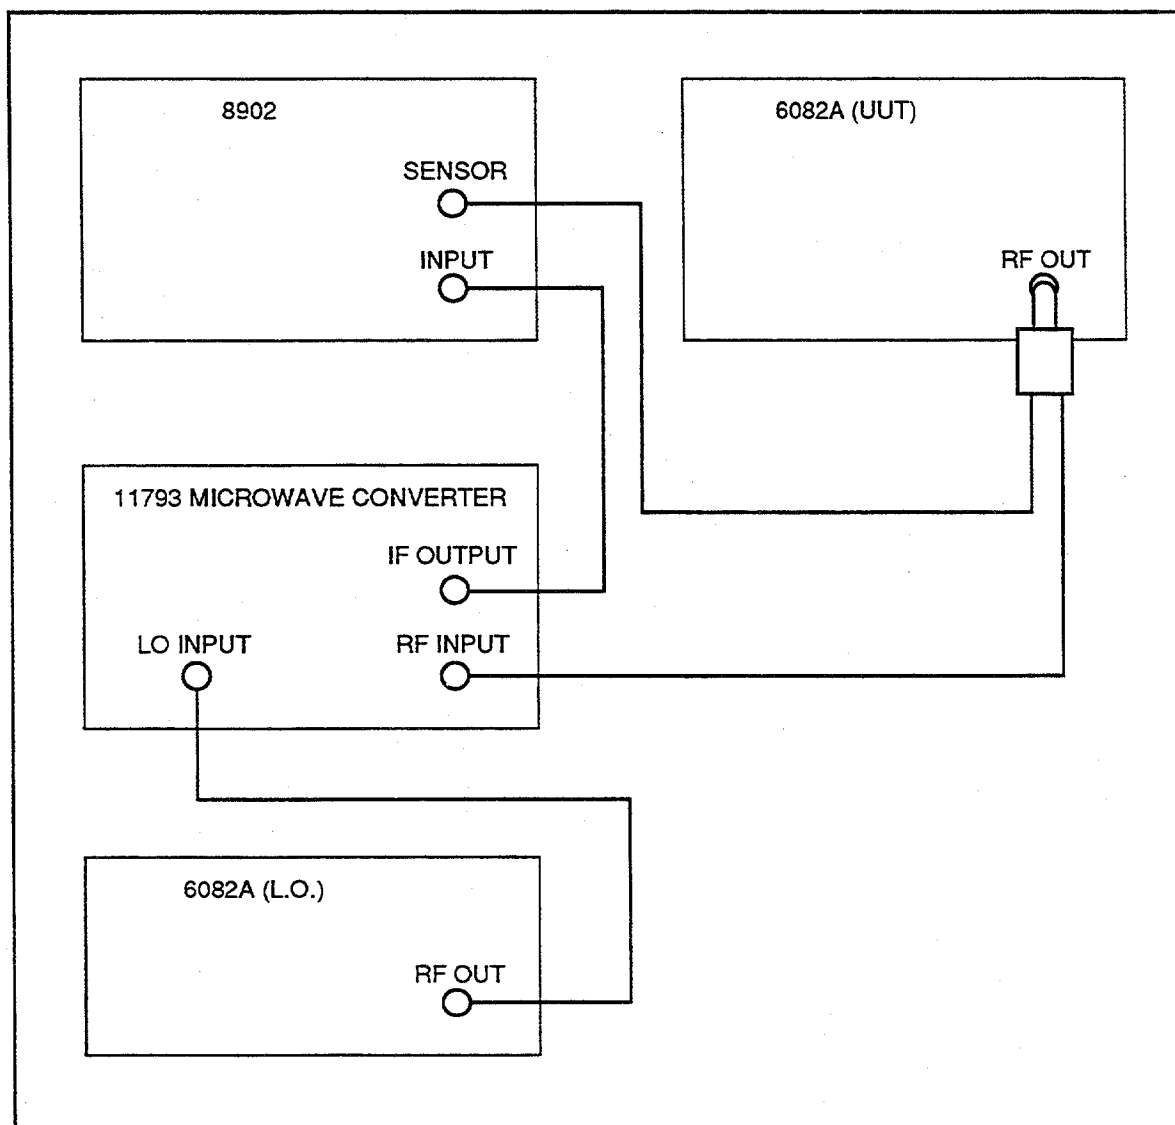 8902
SENSOR
INPUT
6082A (UUT)
RF OUT
11793 MICROWAVE CONVERTER
IF OUTPUT
LO INPUT
RF INPUT
6082A (L.O.)
RF OUT